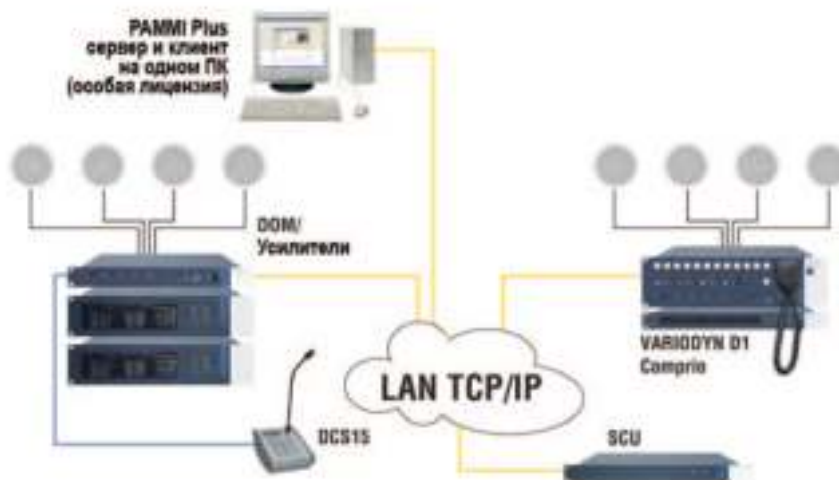 PAMMI Plus
сервер и клиент
на одном ПК
(особая лицензия)
DOM/
Усилители
VARIODYN D1
Comprio
LAN TCP/IP
DCS15
SCU